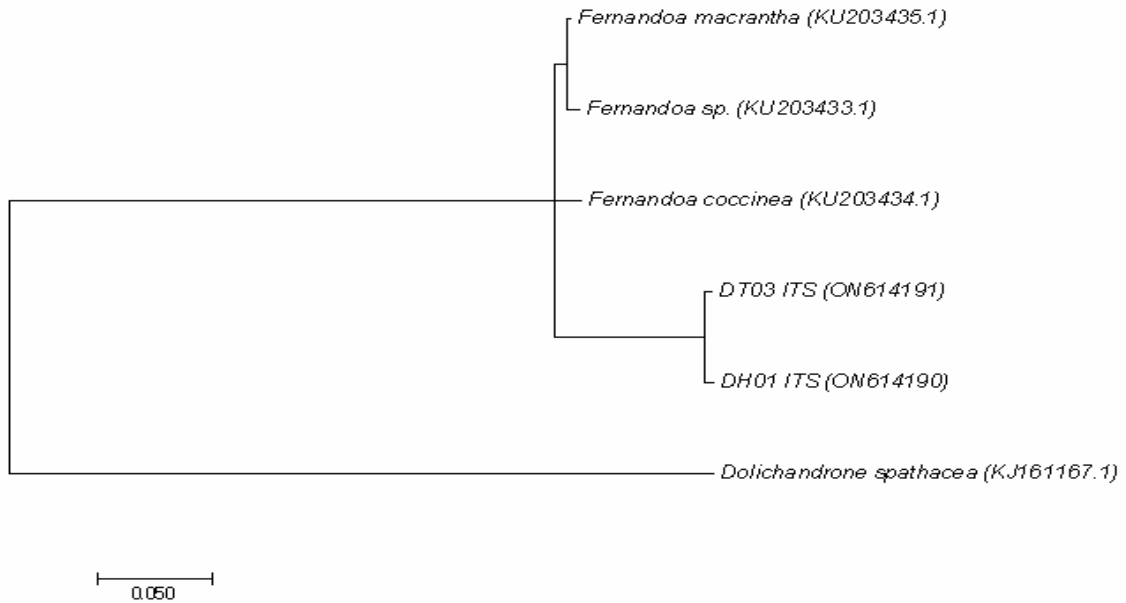 Fernandoa macrantha (KU203435.1)
Fernandoa sp. (KU203433.1)
Fernandoa coccinea (KU203434.1)
DT03 ITS (ON614191)
DH01 ITS (ON614190)
Dolichandrone spathacea (KJ161167.1)
0.050